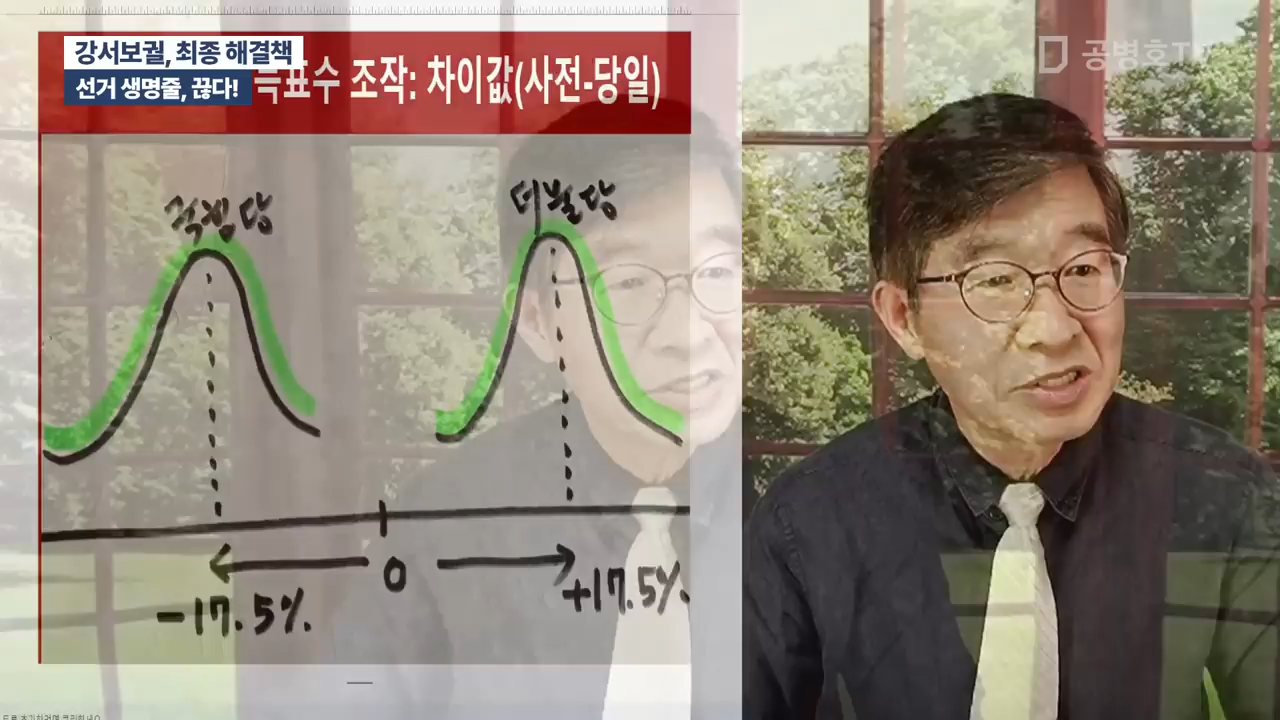 강서보궐, 최종 해결책
선거 생명줄, 끊다!
득표수 조작: 차이값(사전-당일)
공병호T
국힘당
더불당
0
-17.5%
+17.5%